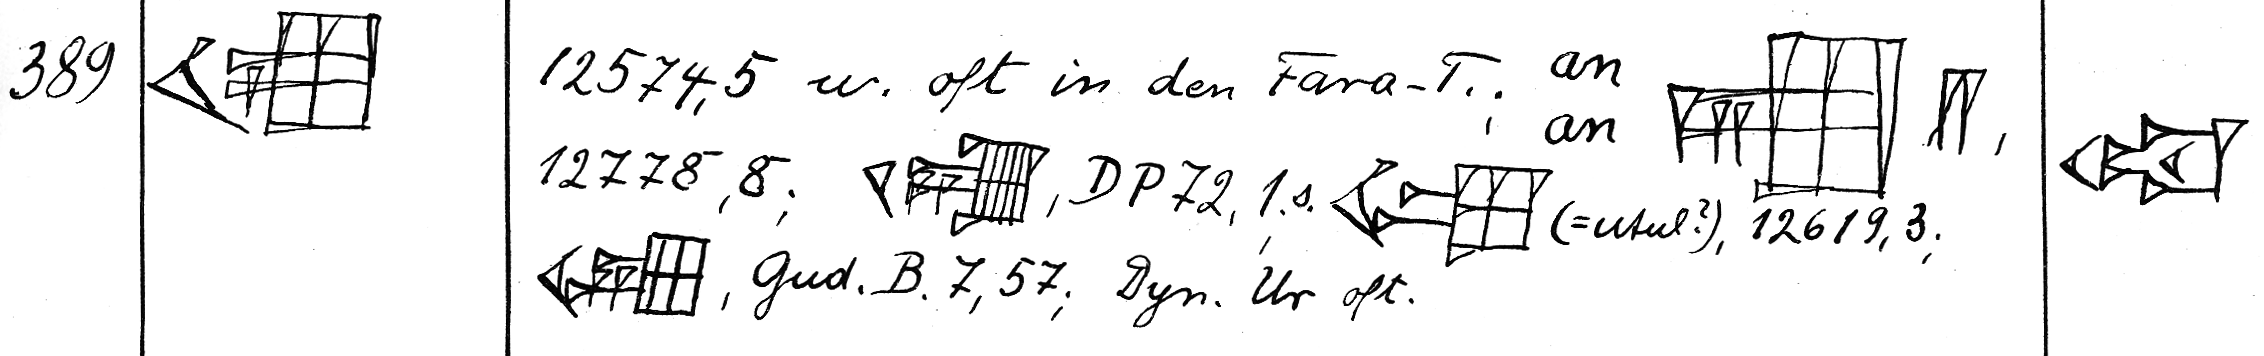 389
12574,5 u. oft in den Fara-T.; an
an
12778,8; , DP 72, 1. s. (=utul?), 12619,3;
, Gud. B. 7,57; Dyn. Ur oft.